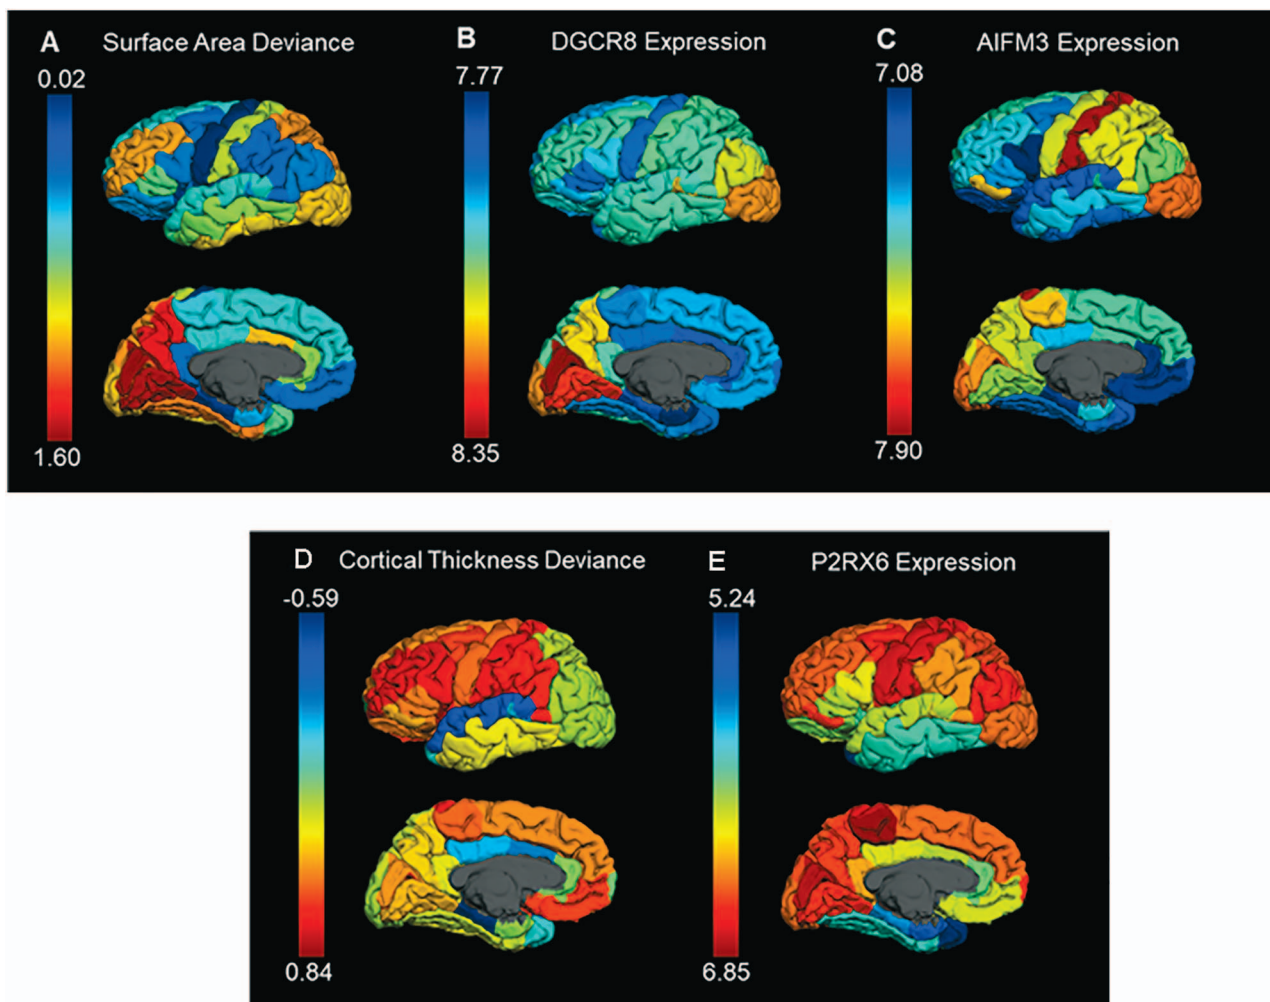 A Surface Area Deviance
B DGCR8 Expression
C AIFM3 Expression
0.02
7.77
7.08
1.60
8.35
7.90
D Cortical Thickness Deviance
E P2RX6 Expression
-0.59
5.24
0.84
6.85